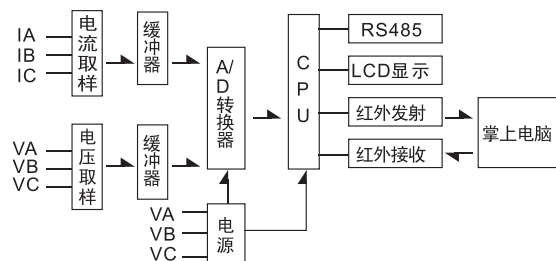 IA
IB
IC
电流取样
缓冲器
VA
VB
VC
电压取样
缓冲器
A/D转换器
VA
VB
VC
电源
CPU
RS485
LCD显示
红外发射
红外接收
掌上电脑